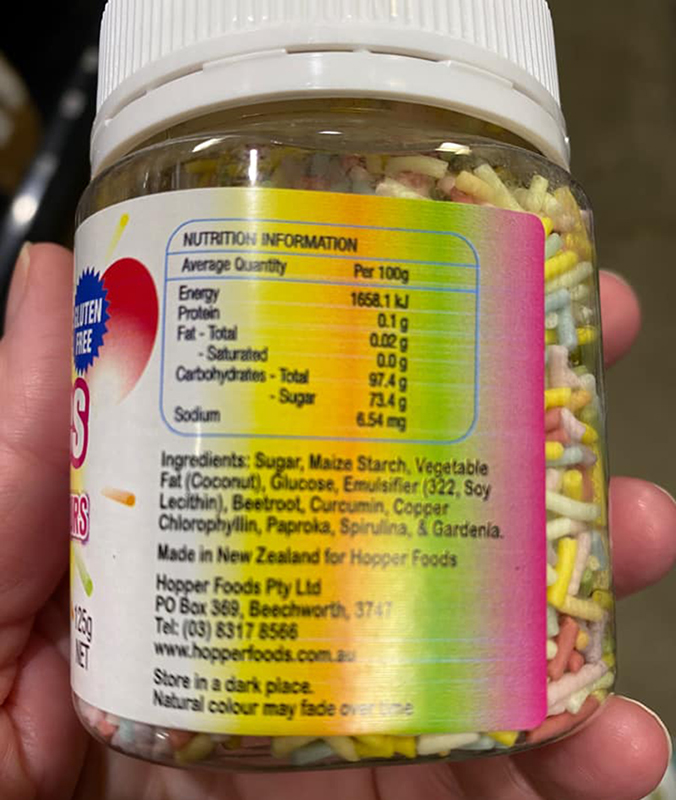 GLUTEN
FREE
S
RS
125g
NET
NUTRITION INFORMATION
Average Quantity Per 100g
Energy 1658.1 kJ
Protein 0.1 g
Fat - Total 0.02 g
- Saturated 0.0 g
Carbohydrates - Total 97.4 g
- Sugar 73.4 g
Sodium 6.54 mg
Ingredients: Sugar, Maize Starch, Vegetable
Fat (Coconut), Glucose, Emulsifier (322, Soy
Lecithin), Beetroot, Curcumin, Copper
Chlorophyllin, Paproka, Spirulina, & Gardenia.
Made in New Zealand for Hopper Foods
Hopper Foods Pty Ltd
PO Box 369, Beechworth, 3747
Tel: (03) 8317 8566
www.hopperfoods.com.au
Store in a dark place.
Natural colour may fade over time